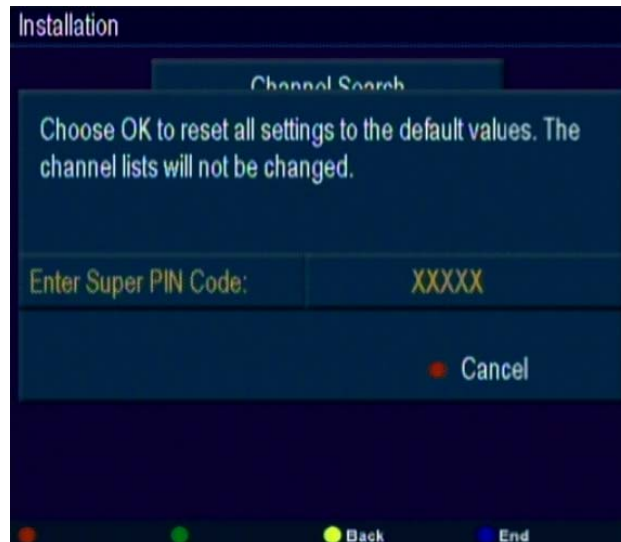 Installation
Channel Search
Choose OK to reset all settings to the default values. The
channel lists will not be changed.
Enter Super PIN Code: XXXXX
Cancel
Back End